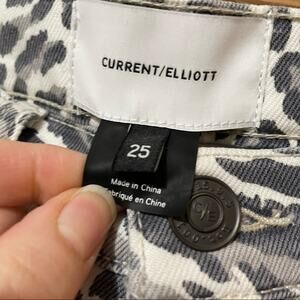 CURRENT/ELLIOTT
25
Made in China
Fabriqué en Chine
C/E